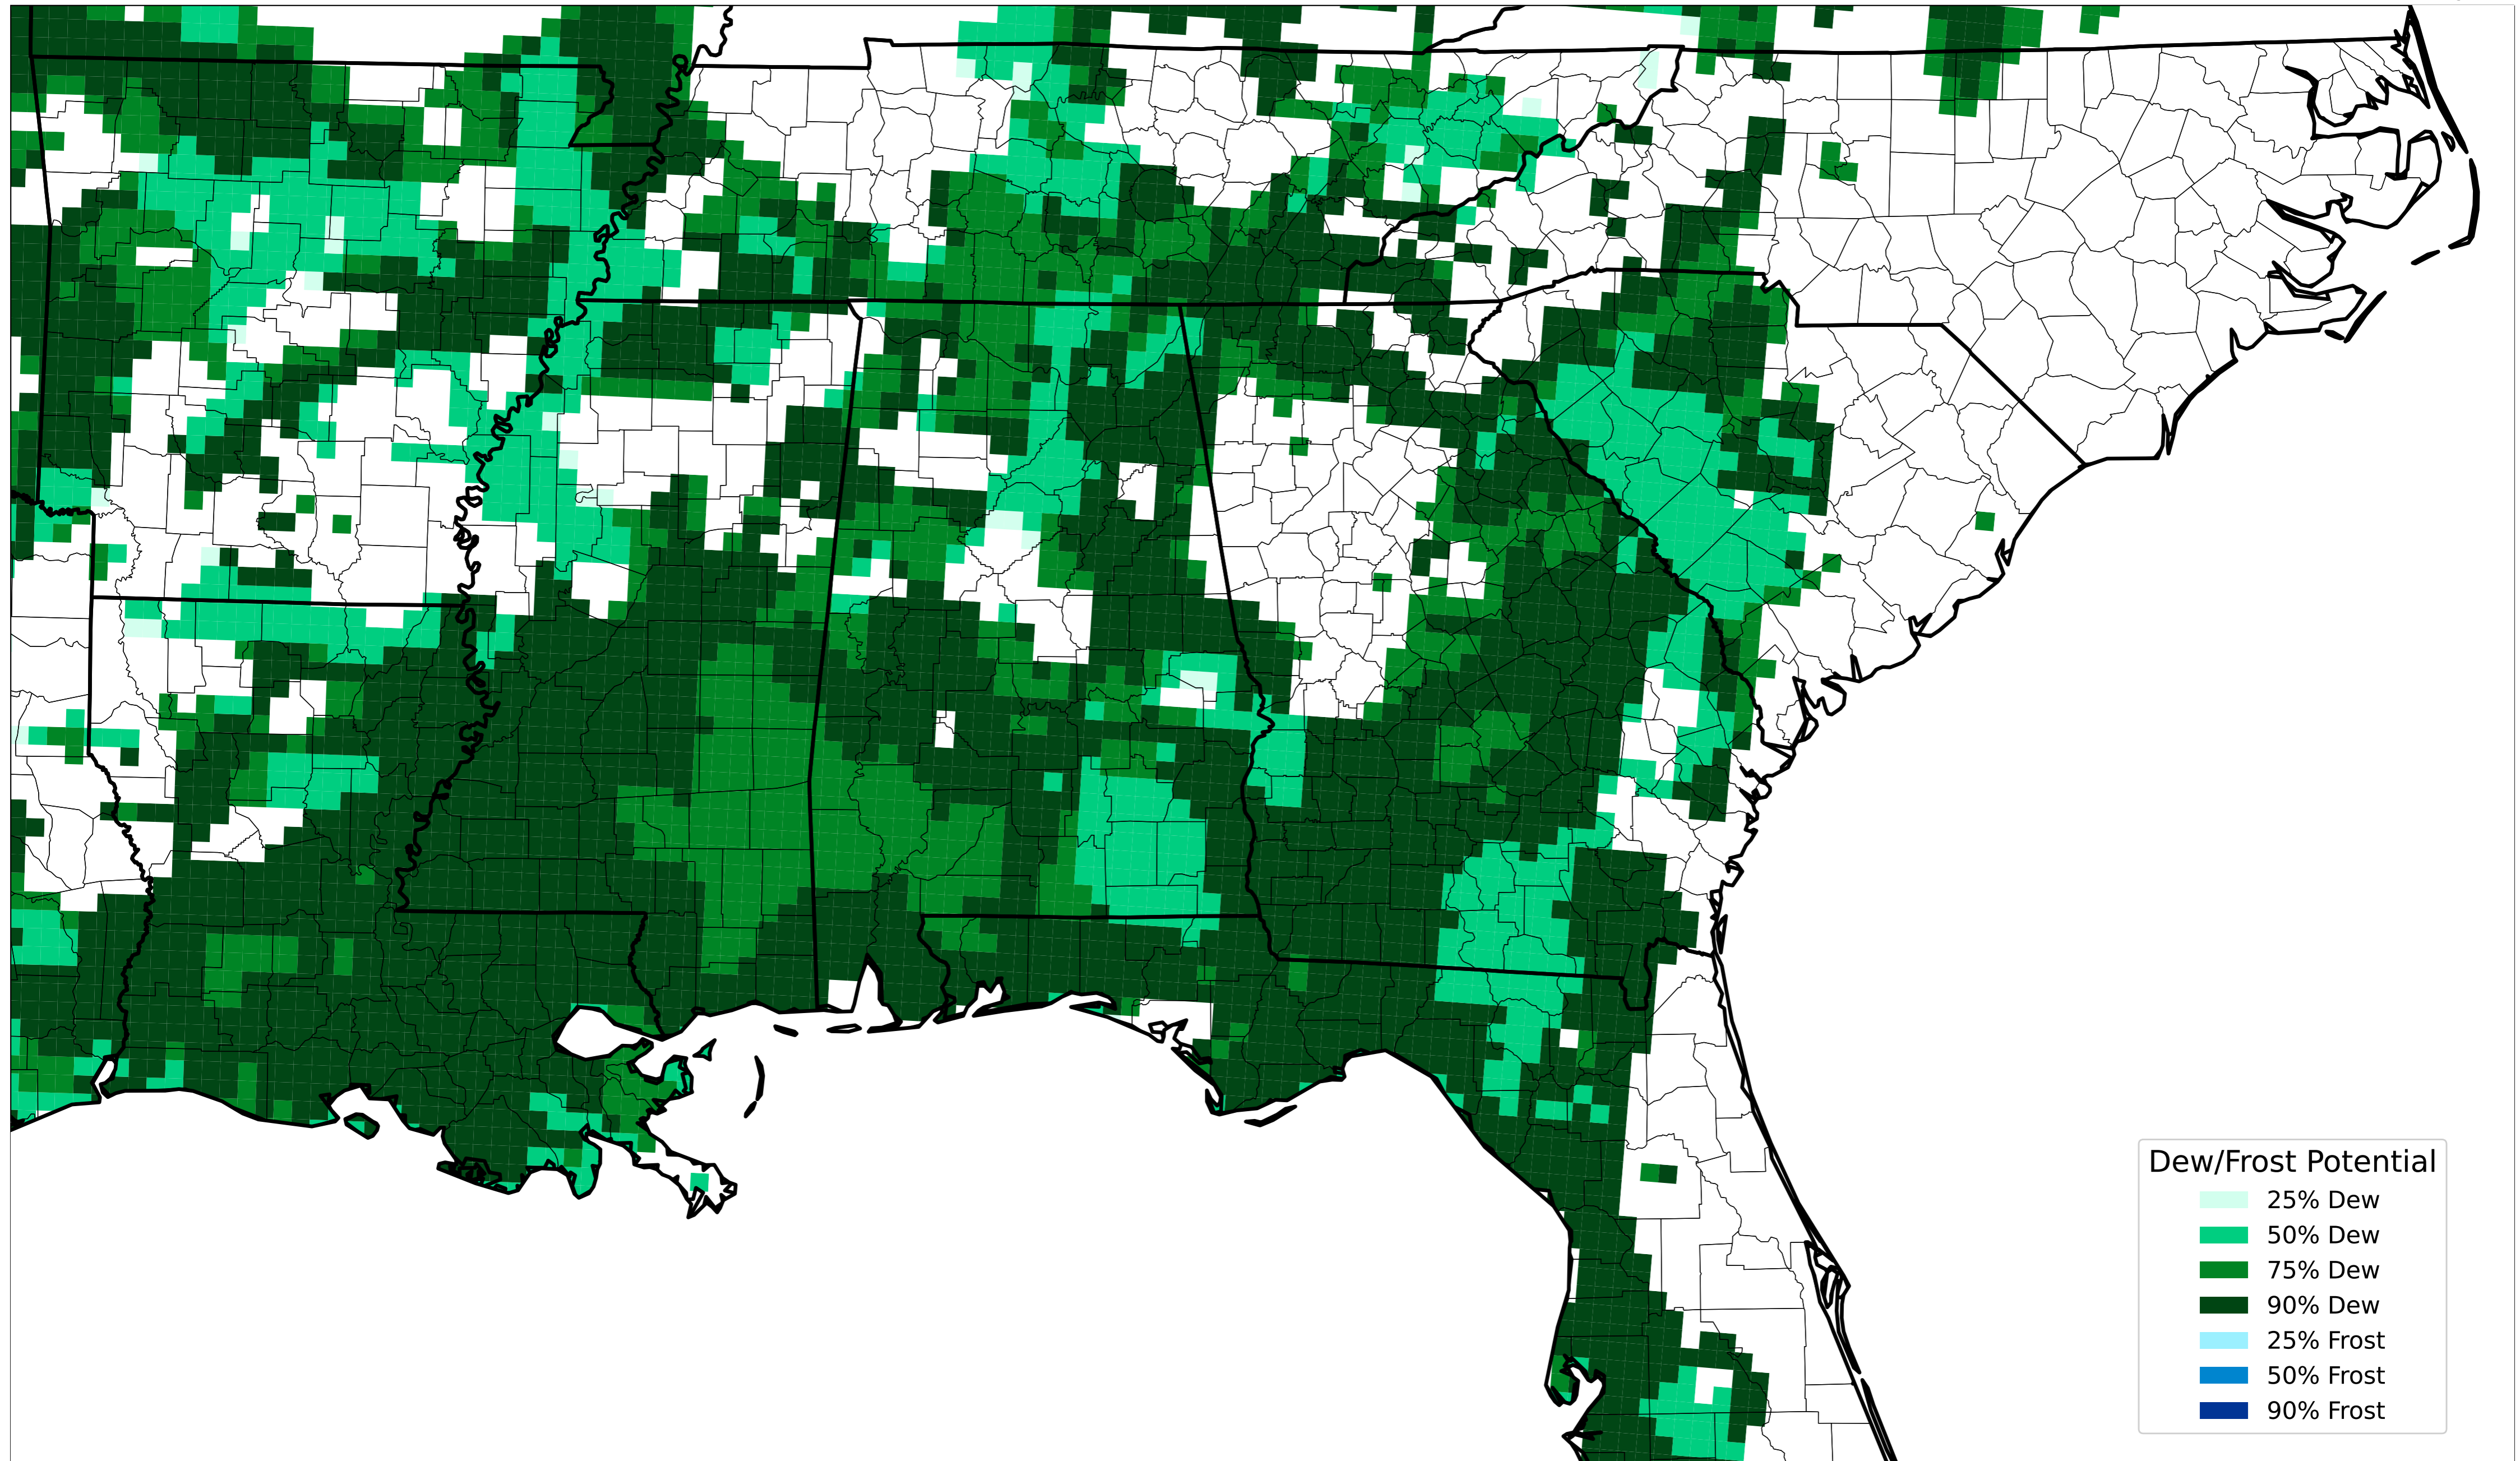 Dew/Frost Potential
25% Dew
50% Dew
75% Dew
90% Dew
25% Frost
50% Frost
90% Frost